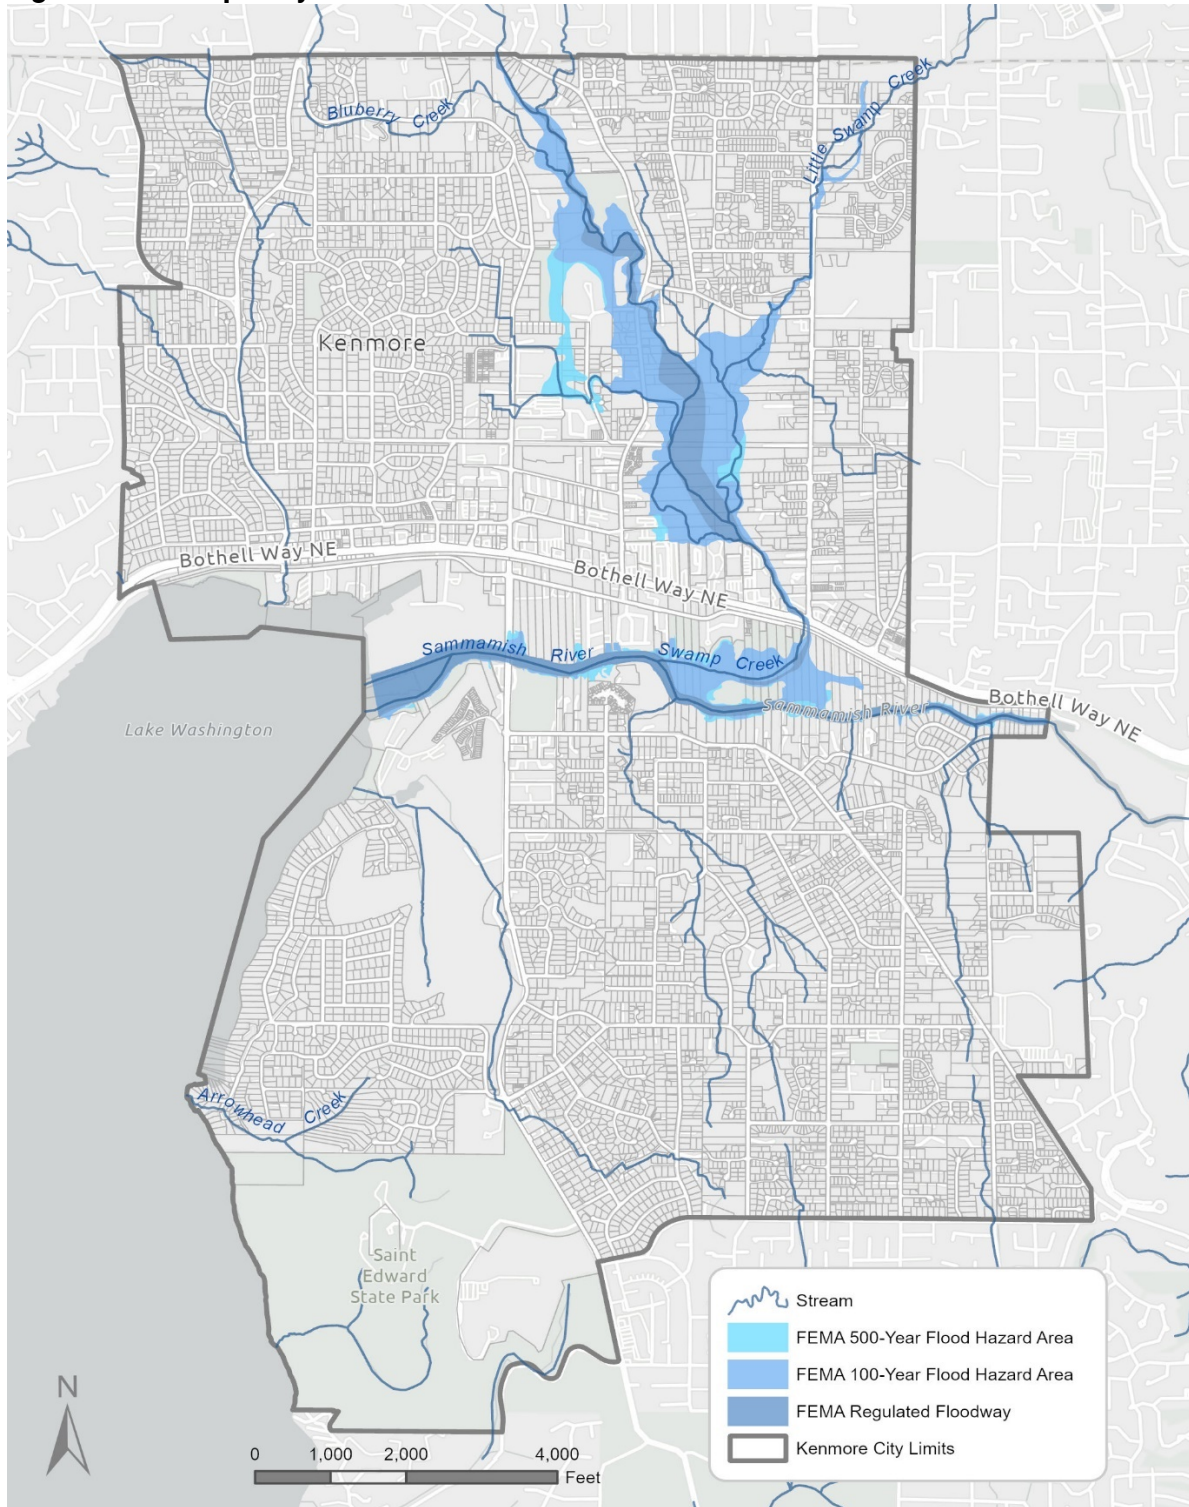 Bluberry Creek
Little Swamp Creek
Kenmore
Bothell Way NE
Bothell Way NE
Sammamish River
Swamp Creek
Sammamish River
Bothell Way NE
Lake Washington
Arrowhead Creek
Saint
Edward
State Park
Stream
FEMA 500-Year Flood Hazard Area
FEMA 100-Year Flood Hazard Area
FEMA Regulated Floodway
Kenmore City Limits
N
0 1,000 2,000 4,000
Feet